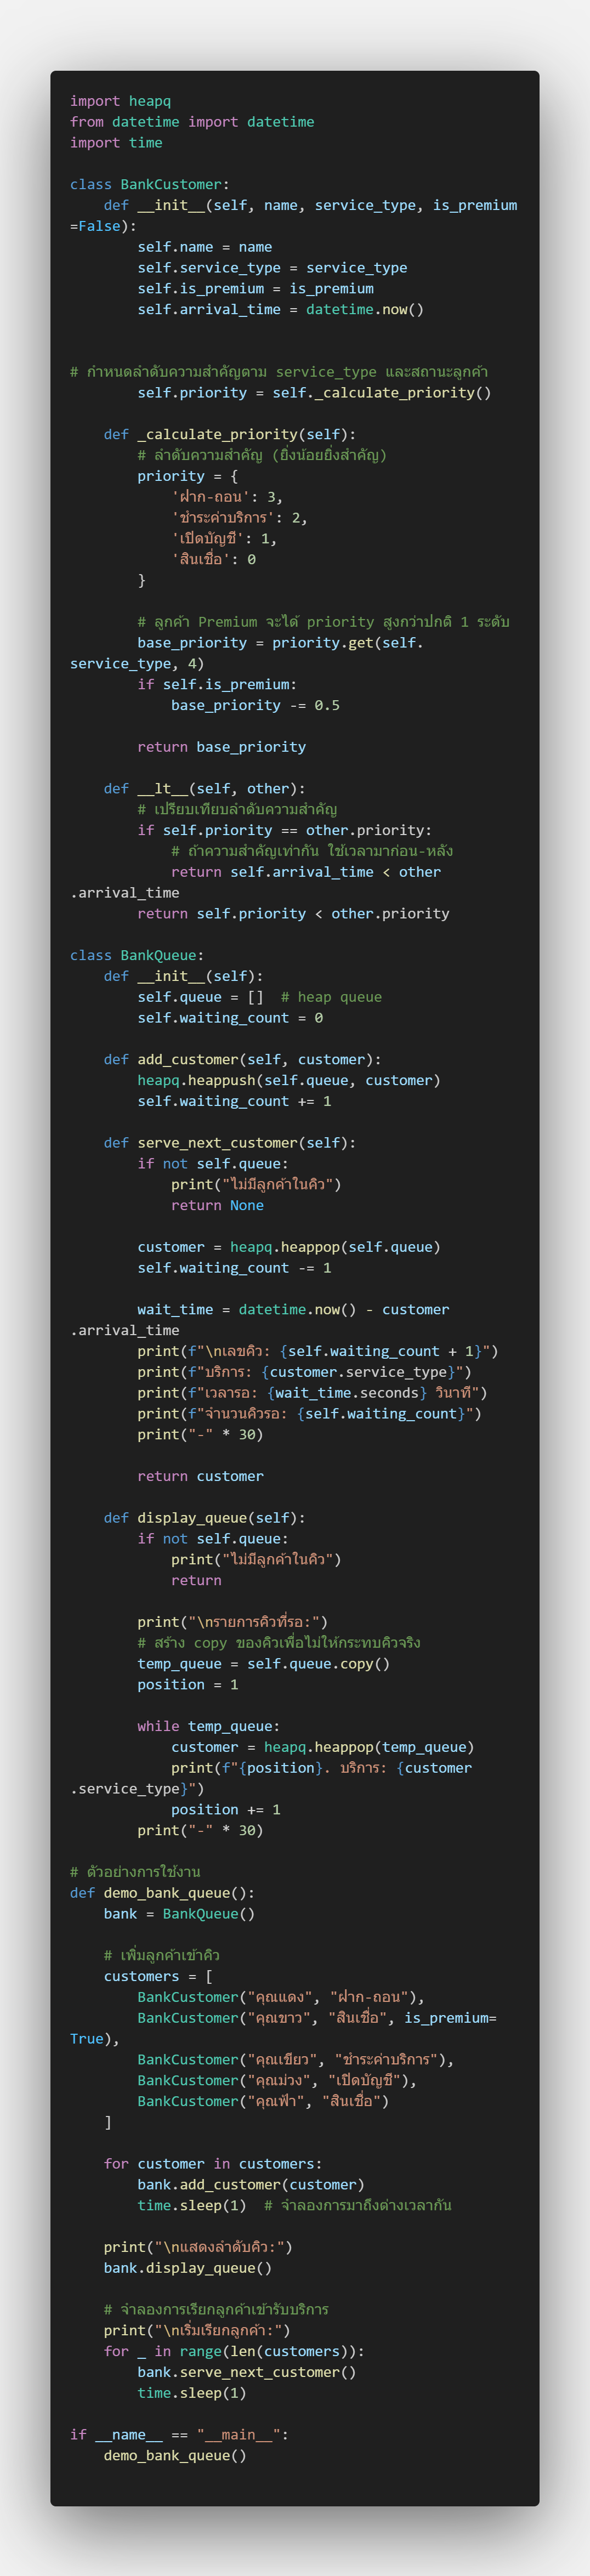 import heapq
from datetime import datetime
import time

class BankCustomer:
    def __init__(self, name, service_type, is_premium
=False):
        self.name = name
        self.service_type = service_type
        self.is_premium = is_premium
        self.arrival_time = datetime.now()

# กำหนดลำดับความสำคัญตาม service_type และสถานะลูกค้า
        self.priority = self._calculate_priority()

    def _calculate_priority(self):
        # ลำดับความสำคัญ (ยิ่งน้อยยิ่งสำคัญ)
        priority = {
            'ฝาก-ถอน': 3,
            'ชำระค่าบริการ': 2,
            'เปิดบัญชี': 1,
            'สินเชื่อ': 0
        }

        # ลูกค้า Premium จะได้ priority สูงกว่าปกติ 1 ระดับ
        base_priority = priority.get(self.
service_type, 4)
        if self.is_premium:
            base_priority -= 0.5

        return base_priority

    def __lt__(self, other):
        # เปรียบเทียบลำดับความสำคัญ
        if self.priority == other.priority:
            # ถ้าความสำคัญเท่ากัน ใช้เวลามาก่อน-หลัง
            return self.arrival_time < other
.arrival_time
        return self.priority < other.priority

class BankQueue:
    def __init__(self):
        self.queue = []  # heap queue
        self.waiting_count = 0

    def add_customer(self, customer):
        heapq.heappush(self.queue, customer)
        self.waiting_count += 1

    def serve_next_customer(self):
        if not self.queue:
            print("ไม่มีลูกค้าในคิว")
            return None

        customer = heapq.heappop(self.queue)
        self.waiting_count -= 1

        wait_time = datetime.now() - customer
.arrival_time
        print(f"\nเลขคิว: {self.waiting_count + 1}")
        print(f"บริการ: {customer.service_type}")
        print(f"เวลารอ: {wait_time.seconds} วินาที")
        print(f"จำนวนคิวรอ: {self.waiting_count}")
        print("-" * 30)

        return customer

    def display_queue(self):
        if not self.queue:
            print("ไม่มีลูกค้าในคิว")
            return

        print("\nรายการคิวที่รอ:")
        # สร้าง copy ของคิวเพื่อไม่ให้กระทบคิวจริง
        temp_queue = self.queue.copy()
        position = 1

        while temp_queue:
            customer = heapq.heappop(temp_queue)
            print(f"{position}. บริการ: {customer
.service_type}")
            position += 1
        print("-" * 30)

# ตัวอย่างการใช้งาน
def demo_bank_queue():
    bank = BankQueue()

    # เพิ่มลูกค้าเข้าคิว
    customers = [
        BankCustomer("คุณแดง", "ฝาก-ถอน"),
        BankCustomer("คุณขาว", "สินเชื่อ", is_premium=
True),
        BankCustomer("คุณเขียว", "ชำระค่าบริการ"),
        BankCustomer("คุณม่วง", "เปิดบัญชี"),
        BankCustomer("คุณฟ้า", "สินเชื่อ")
    ]

    for customer in customers:
        bank.add_customer(customer)
        time.sleep(1)  # จำลองการมาถึงต่างเวลากัน

    print("\nแสดงลำดับคิว:")
    bank.display_queue()

    # จำลองการเรียกลูกค้าเข้ารับบริการ
    print("\nเริ่มเรียกลูกค้า:")
    for _ in range(len(customers)):
        bank.serve_next_customer()
        time.sleep(1)

if __name__ == "__main__":
    demo_bank_queue()